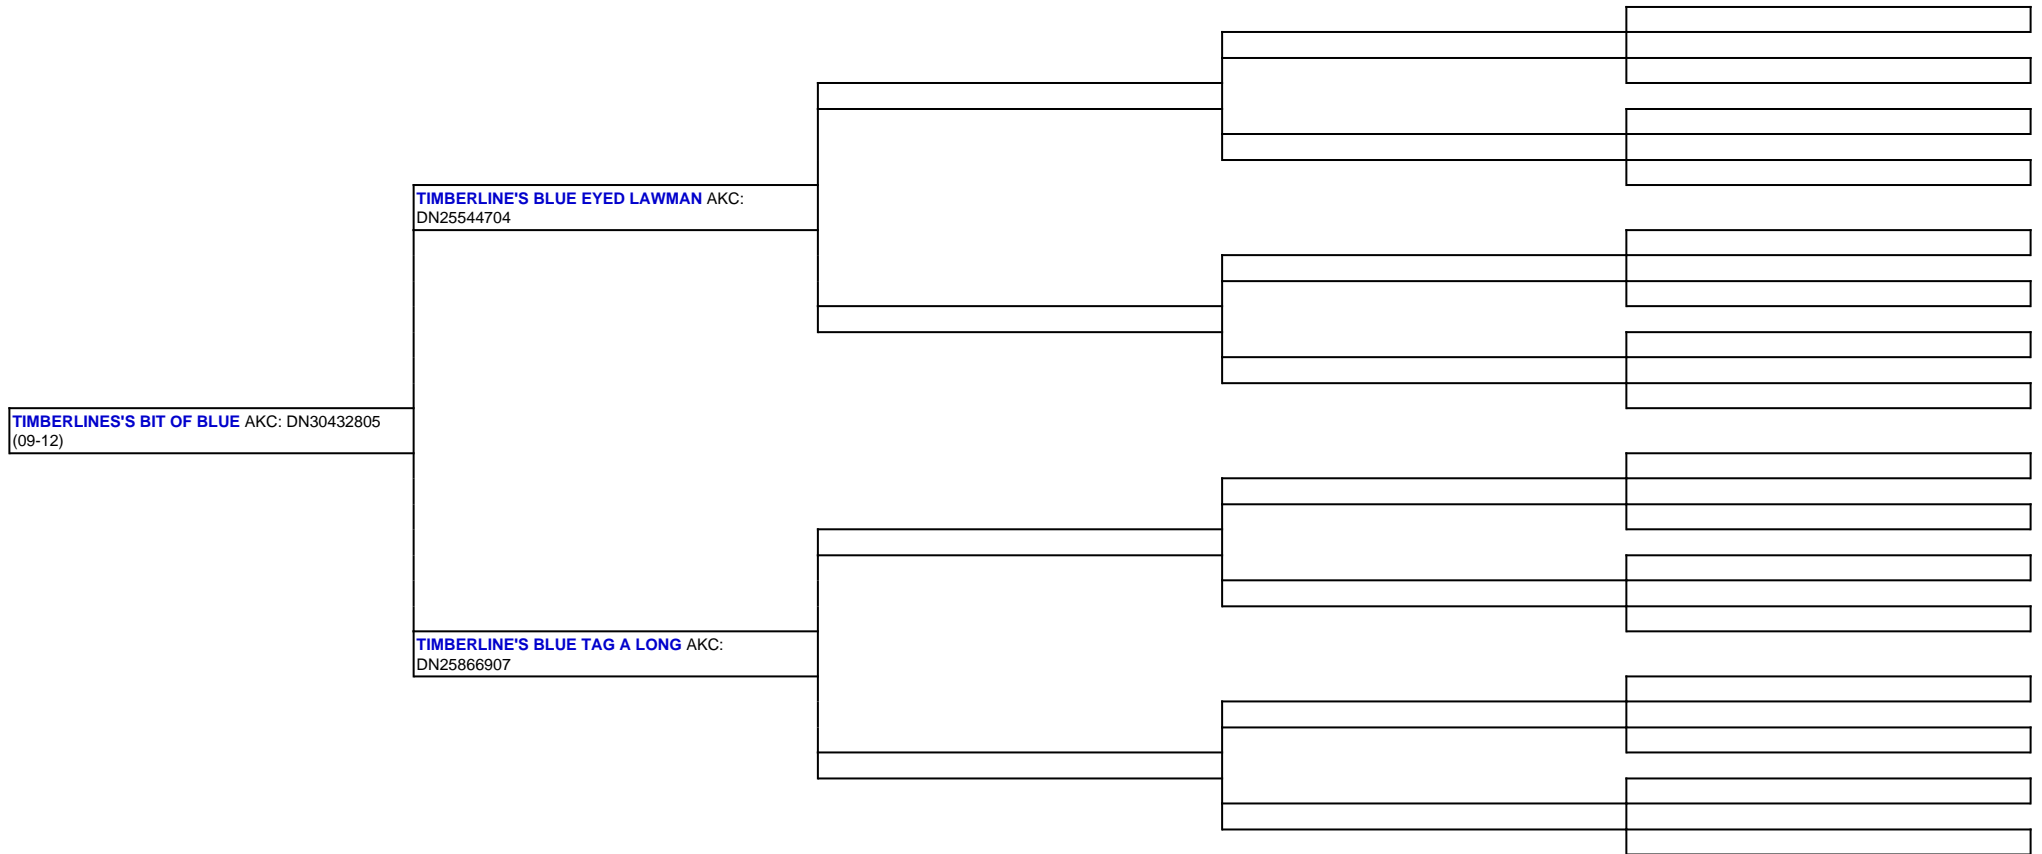 TIMBERLINE'S BLUE EYED LAWMAN AKC:
DN25544704
TIMBERLINES'S BIT OF BLUE AKC: DN30432805
(09-12)
TIMBERLINE'S BLUE TAG A LONG AKC:
DN25866907